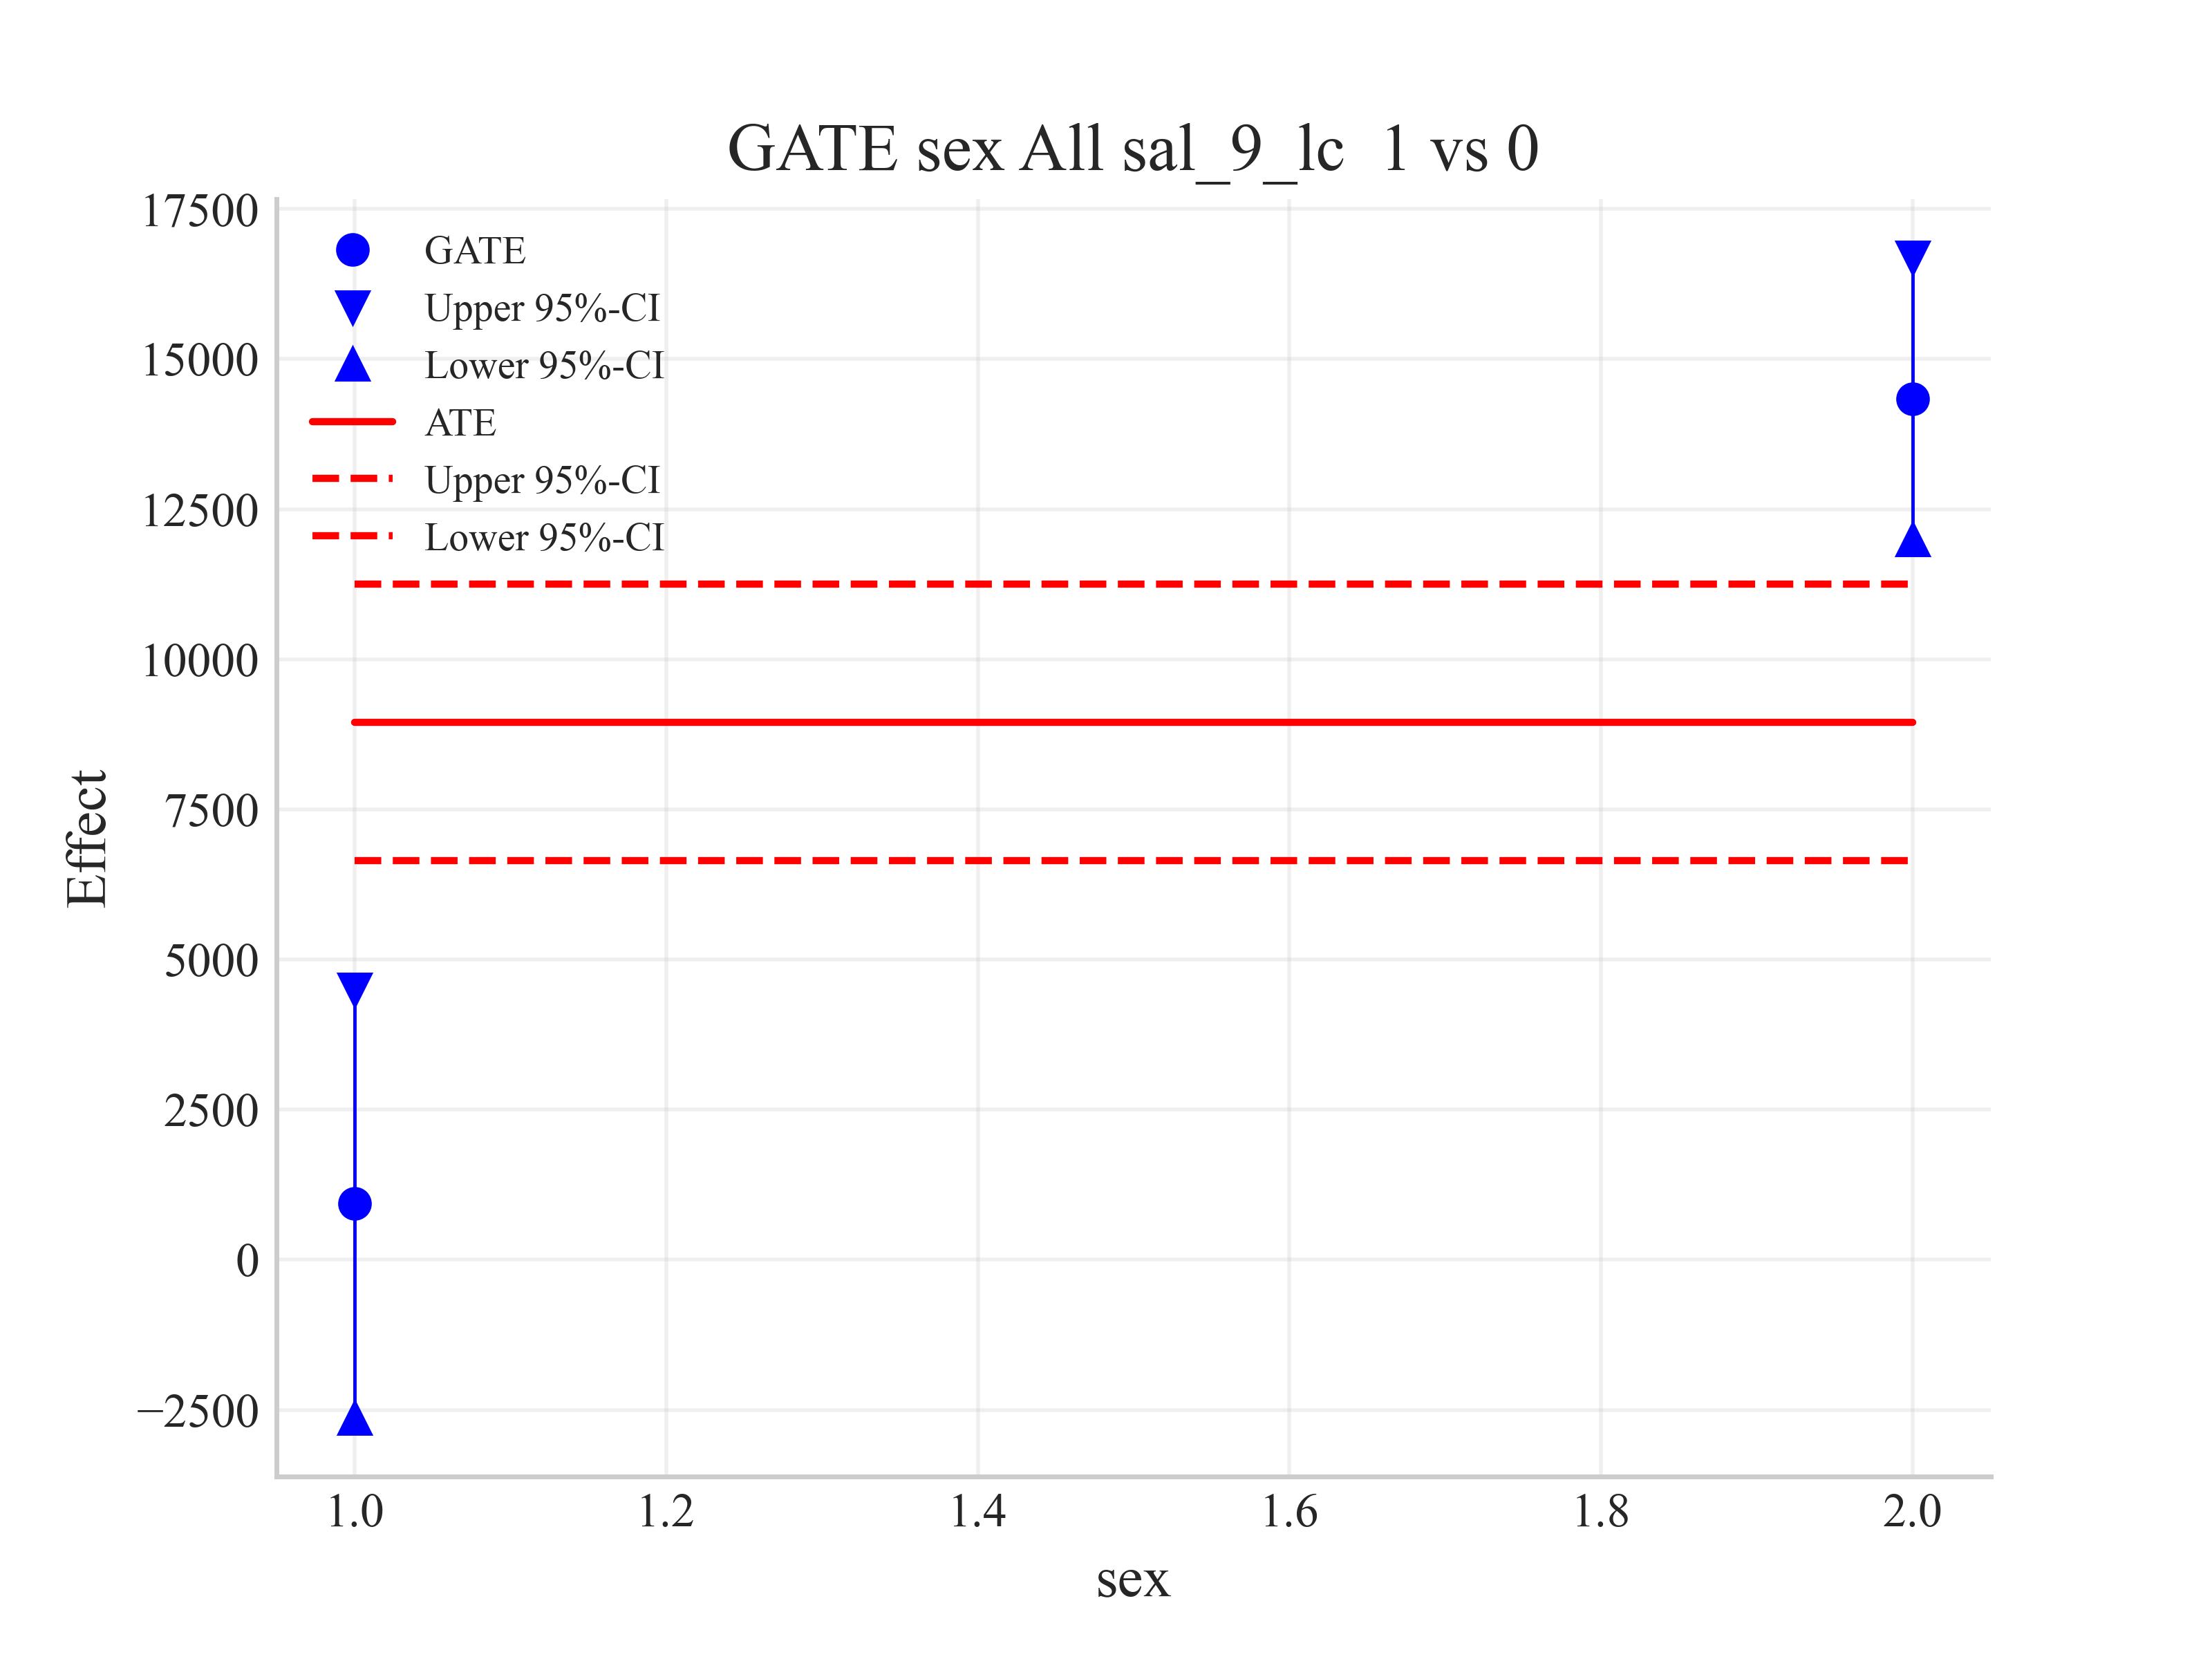 GATE sex All sal_9_lc  1 vs 0
17500
15000
12500
10000
7500
5000
2500
0
−2500
GATE
Upper 95%-CI
Lower 95%-CI
ATE
Upper 95%-CI
Lower 95%-CI
Effect
1.0 1.2 1.4 1.6 1.8 2.0
sex